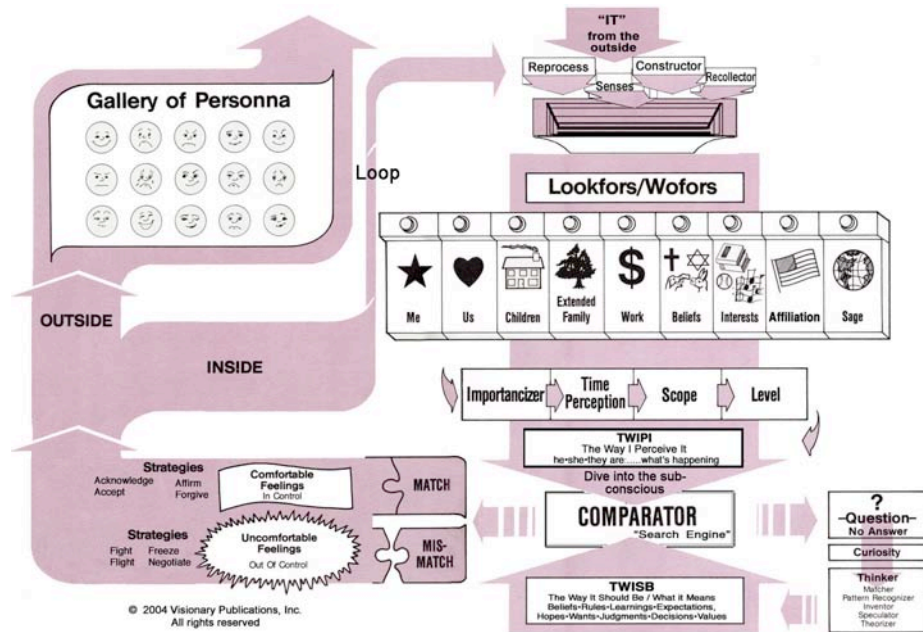 "IT"
from the
outside
Reprocess
Constructor
Senses
Recollector
Gallery of Personna
Loop
Lookfors/Wofors
Me
Us
Children
Extended
Family
Work
Beliefs
Interests
Affiliation
Sage
OUTSIDE
INSIDE
Importancizer
Time
Perception
Scope
Level
TWIPI
The Way I Perceive It
he•she•they are.....what's happening
Dive into the sub-
conscious
Strategies
Acknowledge Affirm
Accept Forgive
Comfortable
Feelings
In Control
MATCH
COMPARATOR
"Search Engine"
?
–Question–
No Answer
Curiosity
Strategies
Fight Freeze
Flight Negotiate
Uncomfortable
Feelings
Out Of Control
MIS-
MATCH
Thinker
Matcher
Pattern Recognizer
Inventor
Speculator
Theorizer
TWISB
The Way It Should Be / What it Means
Beliefs•Rules•Learnings•Expectations,
Hopes•Wants•Judgments•Decisions•Values
© 2004 Visionary Publications, Inc.
All rights reserved